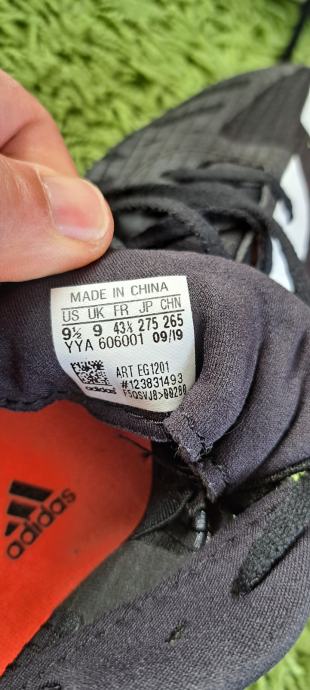 MADE IN CHINA
US UK FR JP CHN
9½ 9 43⅓ 275 265
YYA 606001 09/19
ART EG1201
#123831493
adidas
adidas